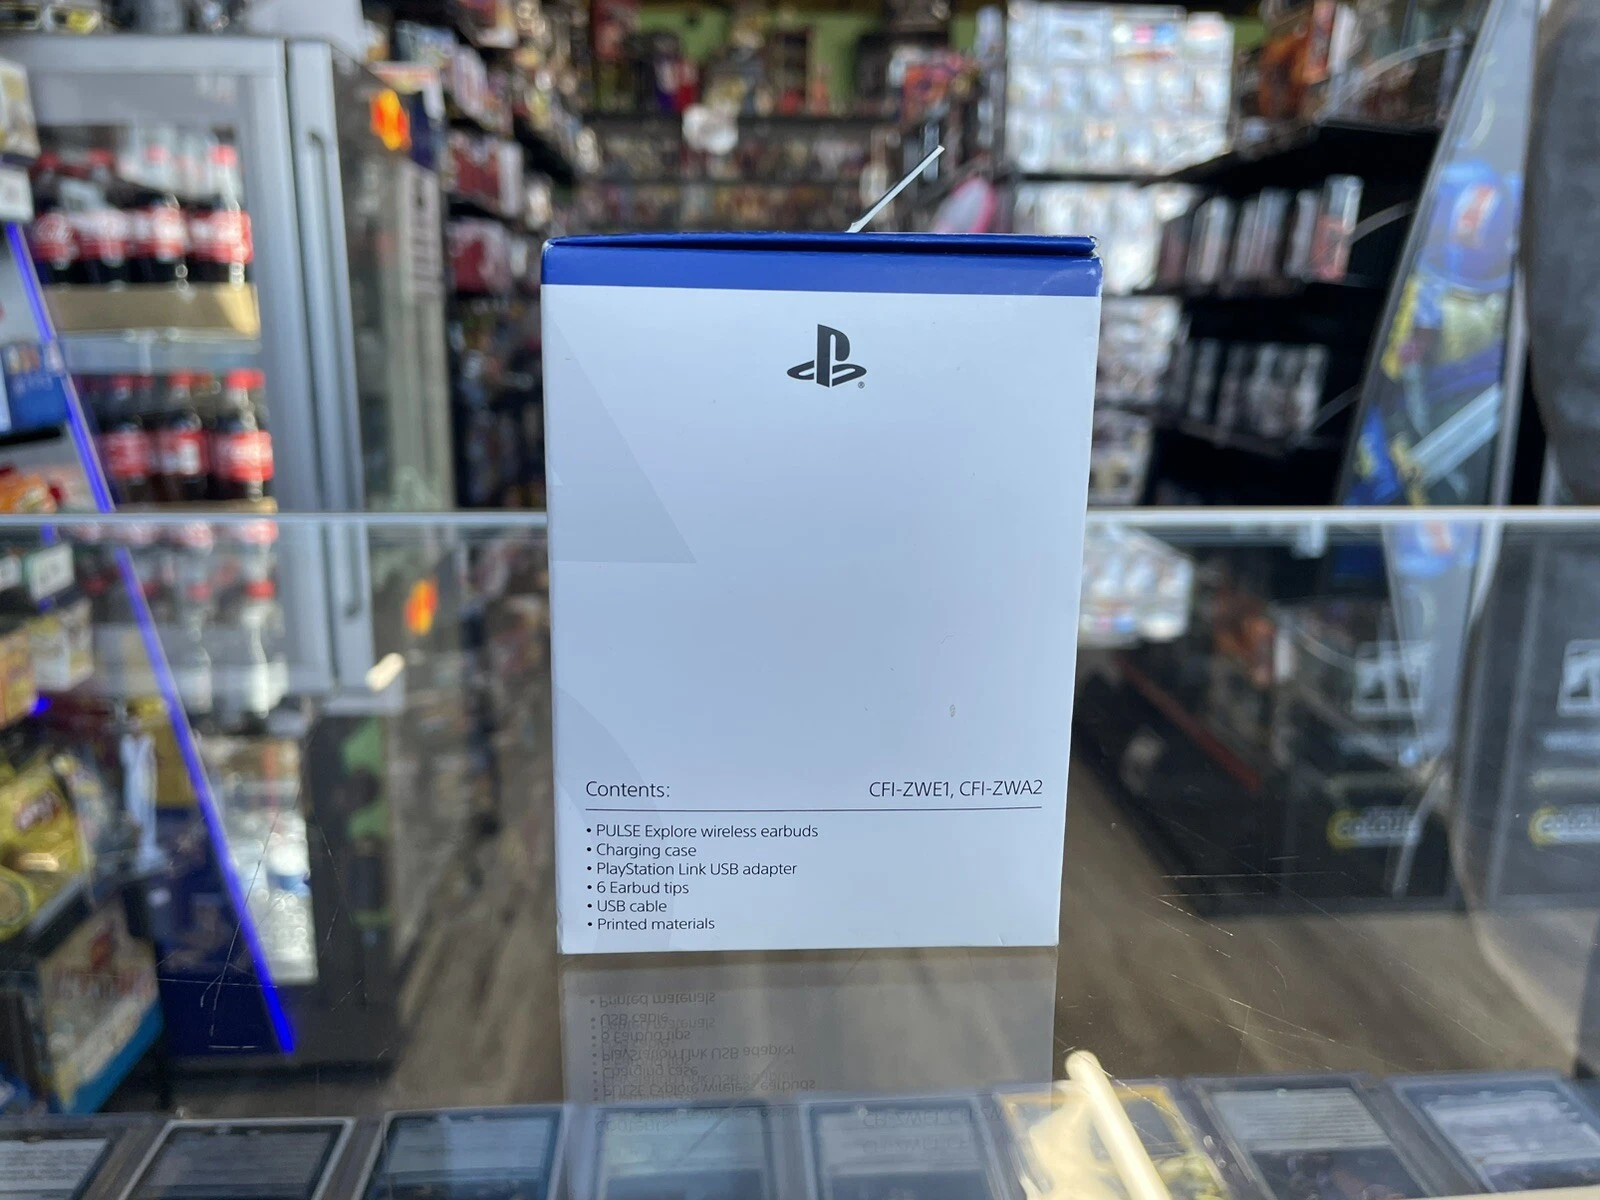 Contents: CFI-ZWE1, CFI-ZWA2
• PULSE Explore wireless earbuds
• Charging case
• PlayStation Link USB adapter
• 6 Earbud tips
• USB cable
• Printed materials